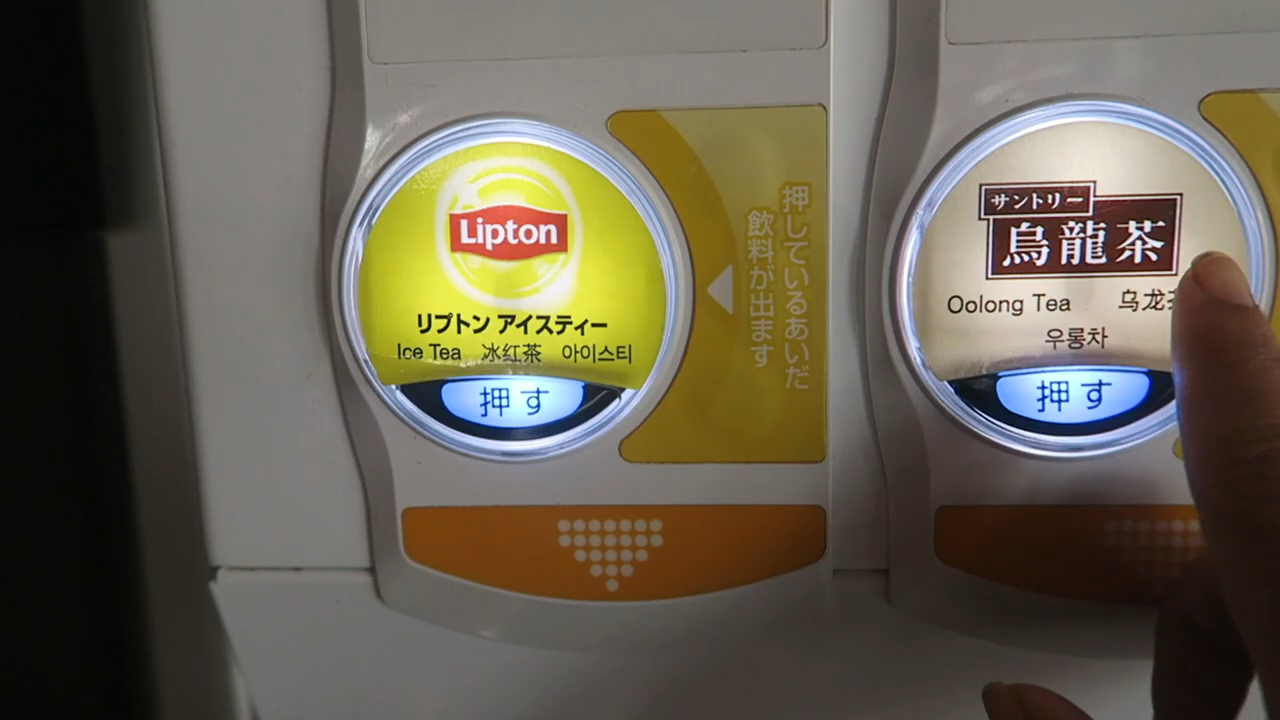 Lipton
リプトン アイスティー
Ice Tea 冰红茶 아이스티
押す
押しているあいだ
飲料が出ます
サントリー
烏龍茶
Oolong Tea 乌龙
우롱차
押す